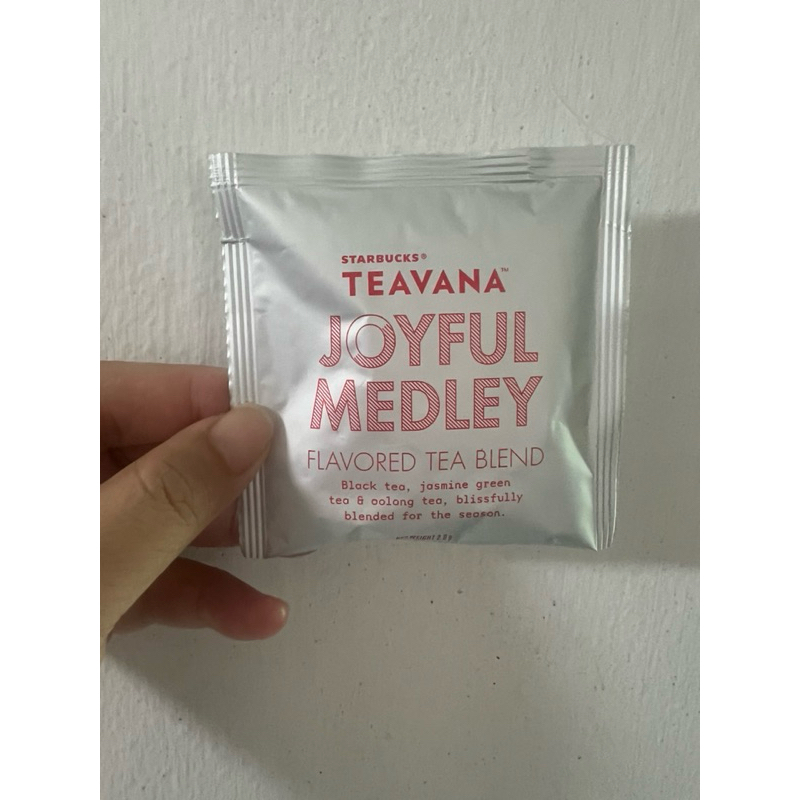 STARBUCKS®
TEAVANA™
JOYFUL
MEDLEY
FLAVORED TEA BLEND
Black tea, jasmine green
tea & oolong tea, blissfully
blended for the season.